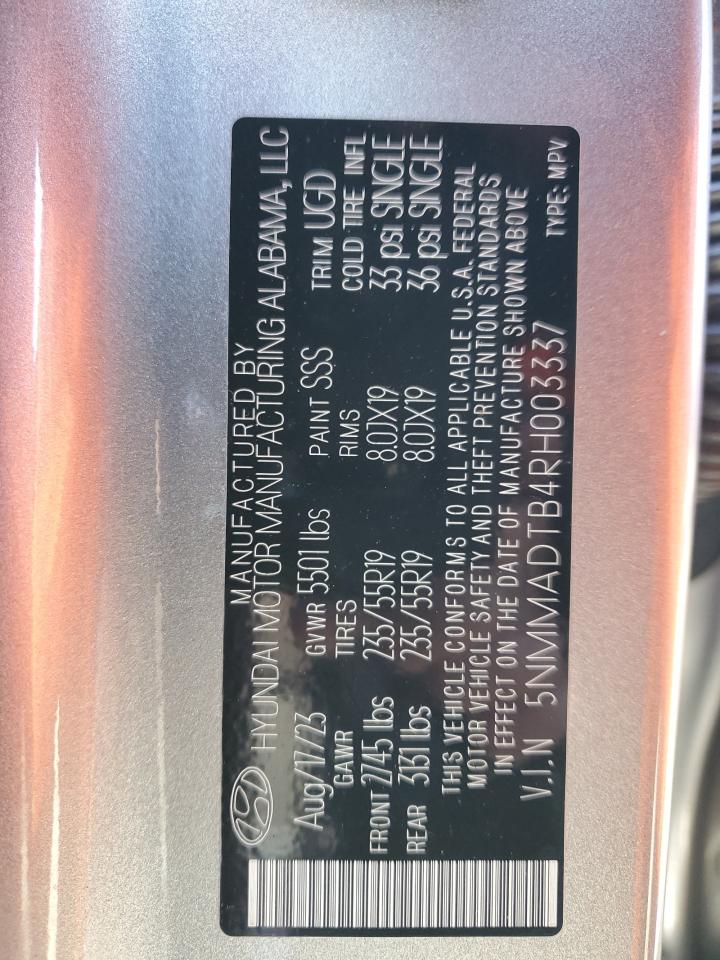 MANUFACTURED BY
HYUNDAI MOTOR MANUFACTURING ALABAMA, LLC
Aug/17/23 GVWR 5501 lbs PAINT SSS TRIM UGD
GAWR TIRES RIMS COLD TIRE INFL
FRONT 2745 lbs 235/55R19 8.0JX19 33 psi SINGLE
REAR 3131 lbs 235/55R19 8.0JX19 36 psi SINGLE
THIS VEHICLE CONFORMS TO ALL APPLICABLE U.S.A. FEDERAL
MOTOR VEHICLE SAFETY AND THEFT PREVENTION STANDARDS
IN EFFECT ON THE DATE OF MANUFACTURE SHOWN ABOVE
V.I.N 5NMMADTB4RH003337 TYPE: MPV